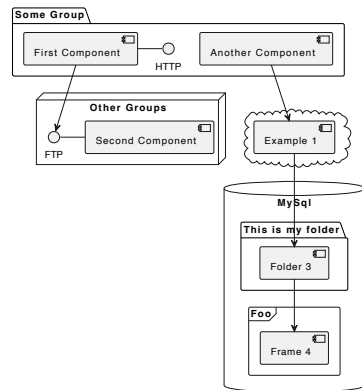 Some Group
First Component
HTTP
Another Component
Other Groups
FTP
Second Component
Example 1
MySql
This is my folder
Folder 3
Foo
Frame 4